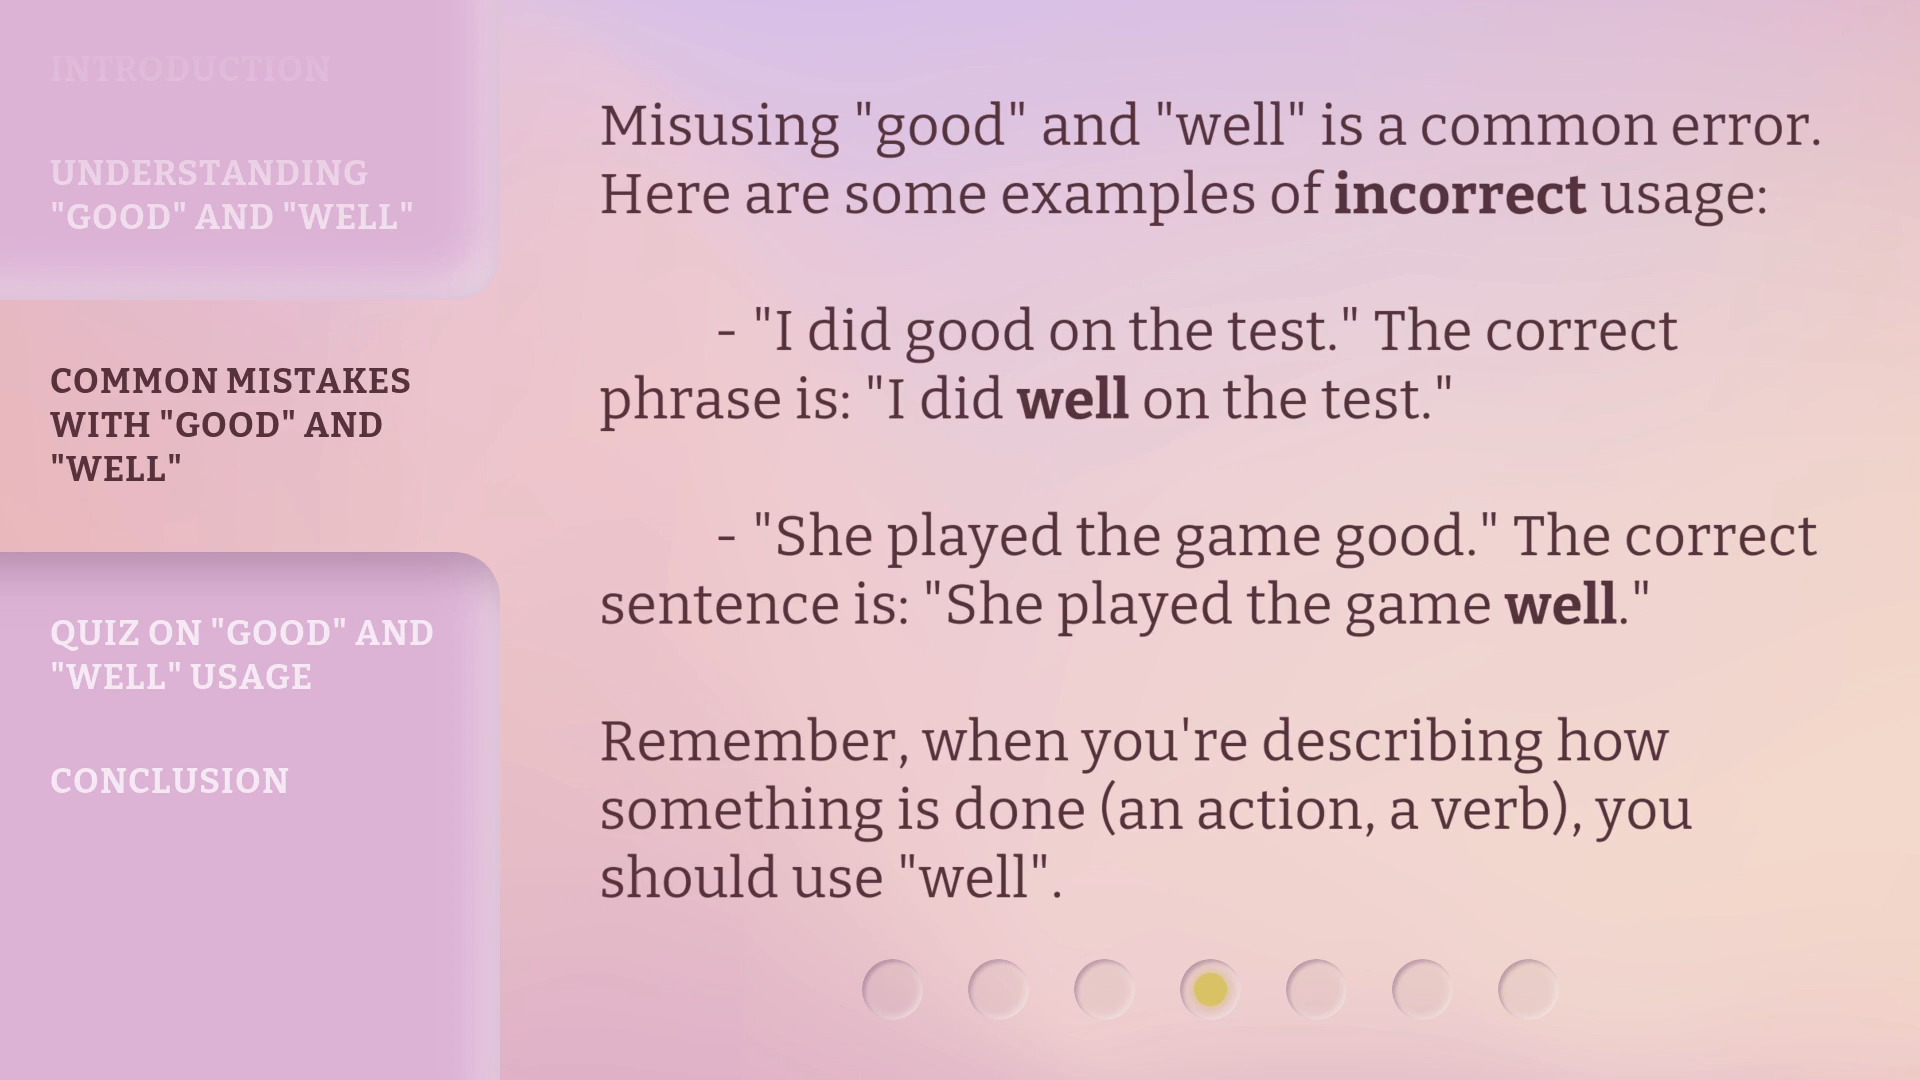 INTRODUCTION
UNDERSTANDING
"GOOD" AND "WELL"
COMMON MISTAKES
WITH "GOOD" AND
"WELL"
QUIZ ON "GOOD" AND
"WELL" USAGE
CONCLUSION
Misusing "good" and "well" is a common error.
Here are some examples of incorrect usage:
- "I did good on the test." The correct
phrase is: "I did well on the test."
- "She played the game good." The correct
sentence is: "She played the game well."
Remember, when you're describing how
something is done (an action, a verb), you
should use "well".